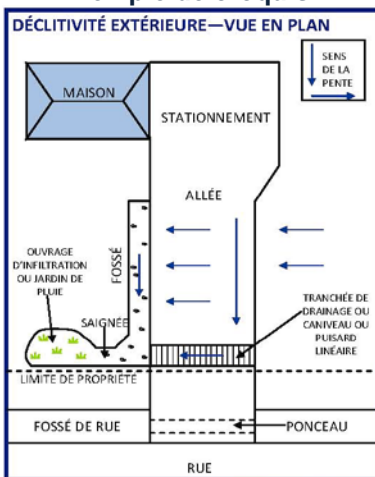 DÉCLITIVITÉ EXTÉRIEURE—VUE EN PLAN
SENS
DE LA
PENTE
MAISON
STATIONNEMENT
ALLÉE
OUVRAGE
D'INFILTRATION
OU JARDIN DE
PLUIE
FOSSÉ
SAIGNÉE
TRANCHÉE DE
DRAINAGE OU
CANIVEAU OU
PUISARD
LINÉAIRE
LIMITE DE PROPRIÉTÉ
FOSSÉ DE RUE
PONCEAU
RUE